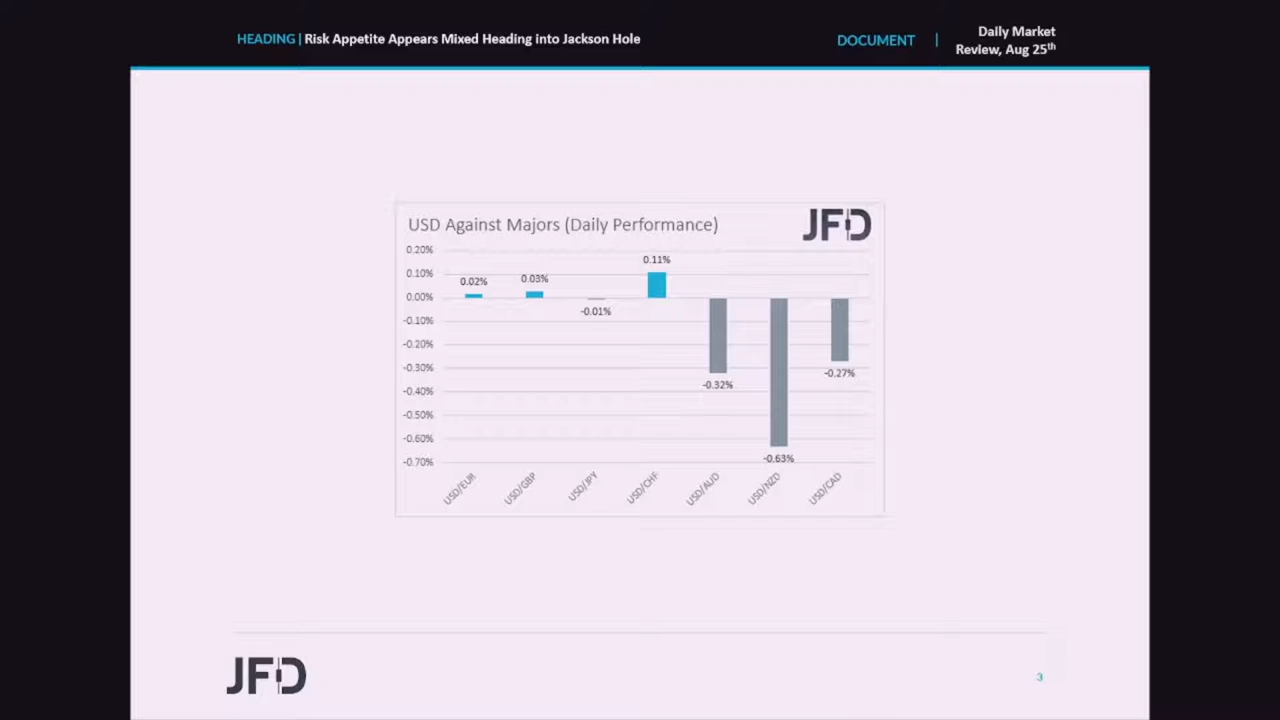 HEADING | Risk Appetite Appears Mixed Heading into Jackson Hole
DOCUMENT |
Daily Market
Review, Aug 25th
USD Against Majors (Daily Performance)
JFD
0.20%
0.10%
0.00%
-0.10%
-0.20%
-0.30%
-0.40%
-0.50%
-0.60%
-0.70%
0.02%
0.03%
-0.01%
0.11%
-0.32%
-0.63%
-0.27%
USD/EUR
USD/GBP
USD/JPY
USD/CHF
USD/AUD
USD/NZD
USD/CAD
JFD
3